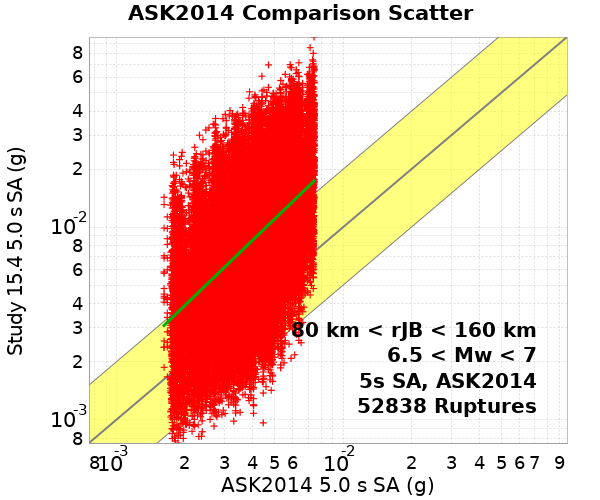 ASK2014 Comparison Scatter
Study 15.4 5.0 s SA (g)
8
6
4
3
2
10-2
8
6
4
3
2
10-3
8
80 km < rJB < 160 km
6.5 < Mw < 7
5s SA, ASK2014
52838 Ruptures
8 10-3 2 3 4 5 6 10-2 2 3 4 5 6 7 9
ASK2014 5.0 s SA (g)